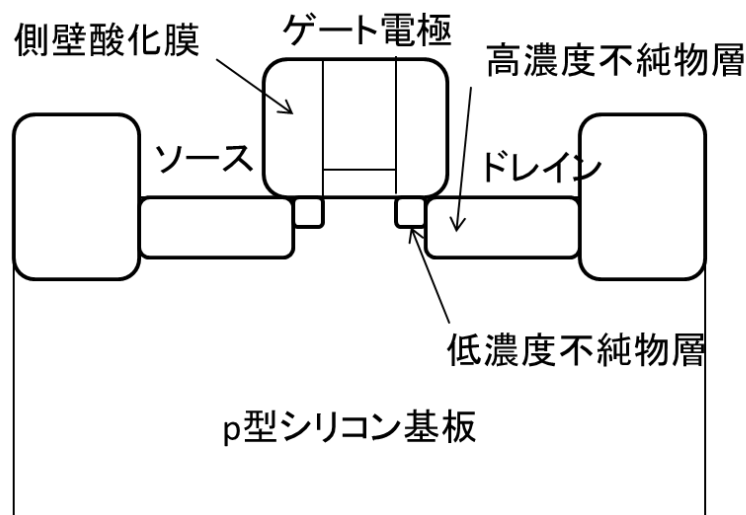 ゲート電極
側壁酸化膜
高濃度不純物層
ソース
ドレイン
低濃度不純物層
p型シリコン基板